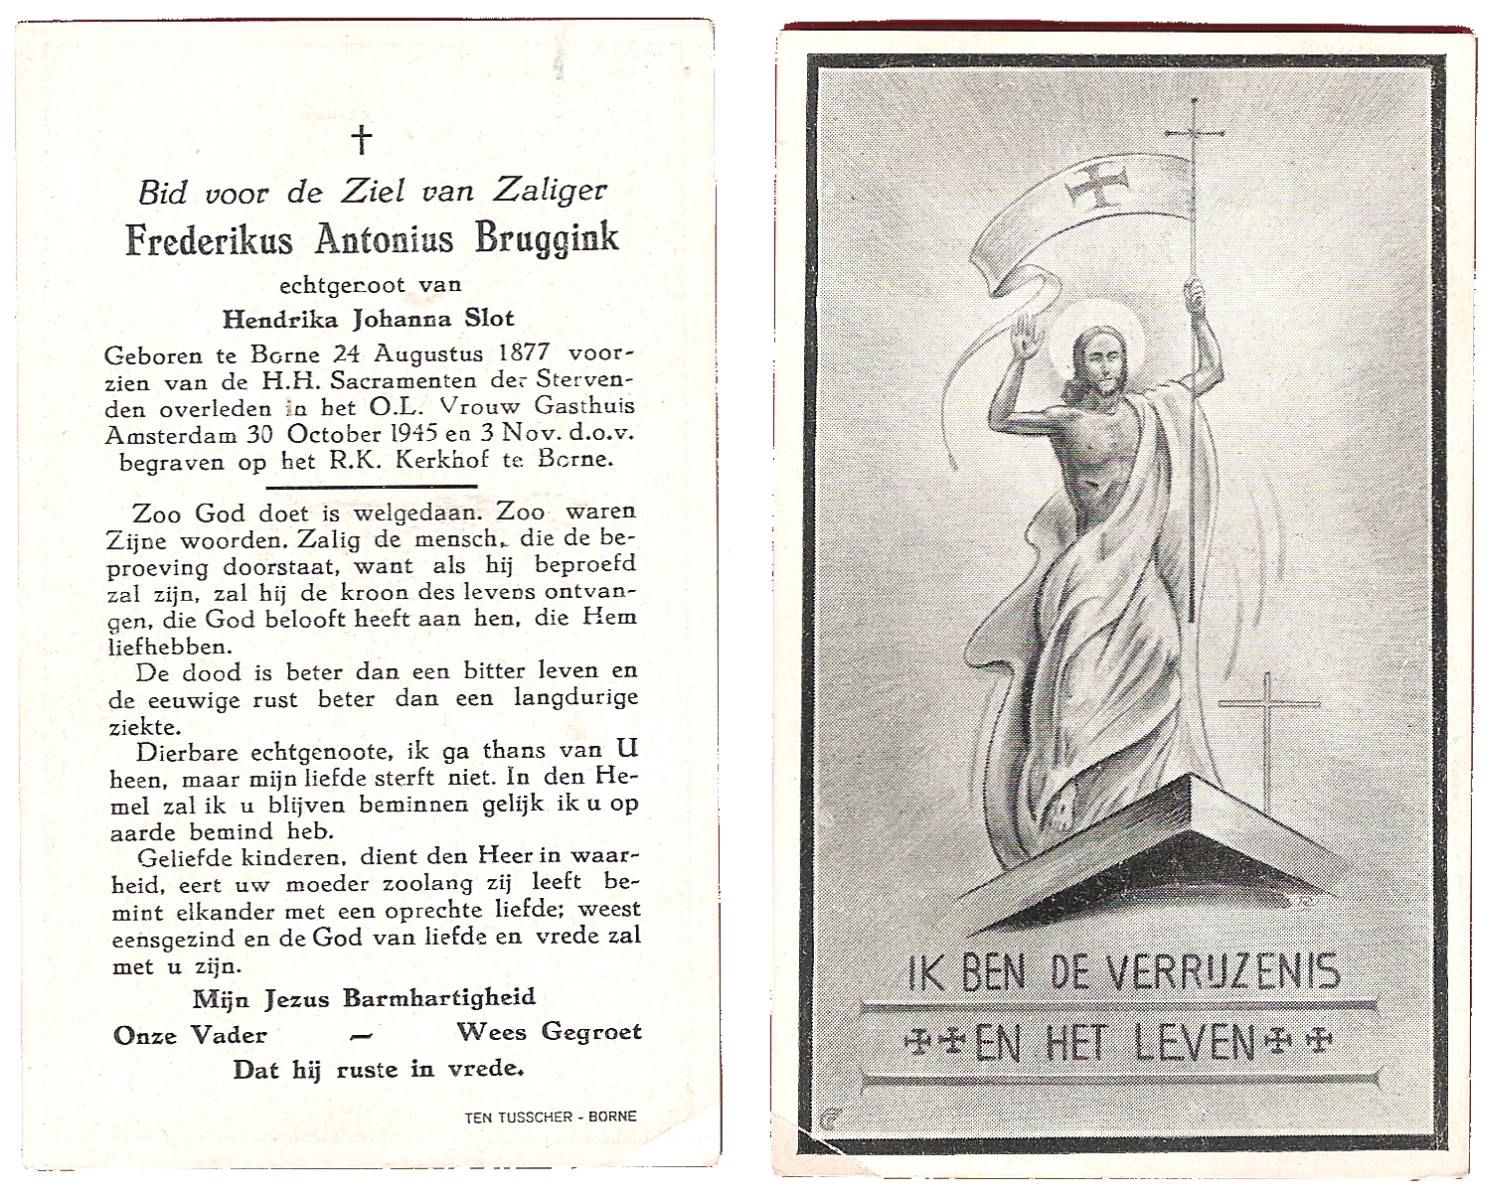 Bid voor de Ziel van Zaliger
Frederikus Antonius Bruggink
echtgenoot van
Hendrika Johanna Slot
Geboren te Borne 24 Augustus 1877 voor-
zien van de H.H. Sacramenten der Sterven-
den overleden in het O.L. Vrouw Gasthuis
Amsterdam 30 October 1945 en 3 Nov. d.o.v.
begraven op het R.K. Kerkhof te Borne.
Zoo God doet is welgedaan. Zoo waren
Zijne woorden. Zalig de mensch, die de be-
proeving doorstaat, want als hij beproefd
zal zijn, zal hij de kroon des levens ontvan-
gen, die God belooft heeft aan hen, die Hem
liefhebben.
De dood is beter dan een bitter leven en
de eeuwige rust beter dan een langdurige
ziekte.
Dierbare echtgenoote, ik ga thans van U
heen, maar mijn liefde sterft niet. In den He-
mel zal ik u blijven beminnen gelijk ik u op
aarde bemind heb.
Geliefde kinderen, dient den Heer in waar-
heid, eert uw moeder zoolang zij leeft be-
mint elkander met een oprechte liefde; weest
eensgezind en de God van liefde en vrede zal
met u zijn.
Mijn Jezus Barmhartigheid
Onze Vader — Wees Gegroet
Dat hij ruste in vrede.
TEN TUSSCHER - BORNE
IK BEN DE VERRIJZENIS
EN HET LEVEN